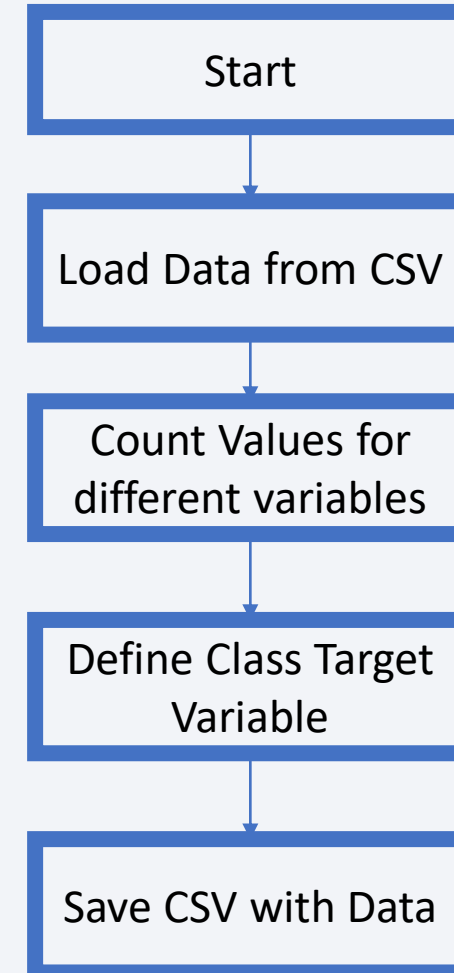 Start
Load Data from CSV
Count Values for
different variables
Define Class Target
Variable
Save CSV with Data